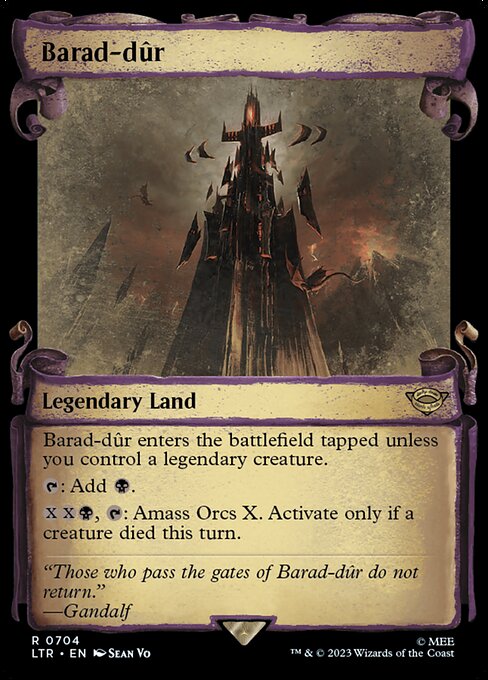 Barad-dûr
Legendary Land
Barad-dûr enters the battlefield tapped unless
you control a legendary creature.
: Add .
X X , : Amass Orcs X. Activate only if a
creature died this turn.
“Those who pass the gates of Barad-dûr do not
return.”
—Gandalf
R 0704
LTR • EN SEAN VO
© MEE
™ & © 2023 Wizards of the Coast